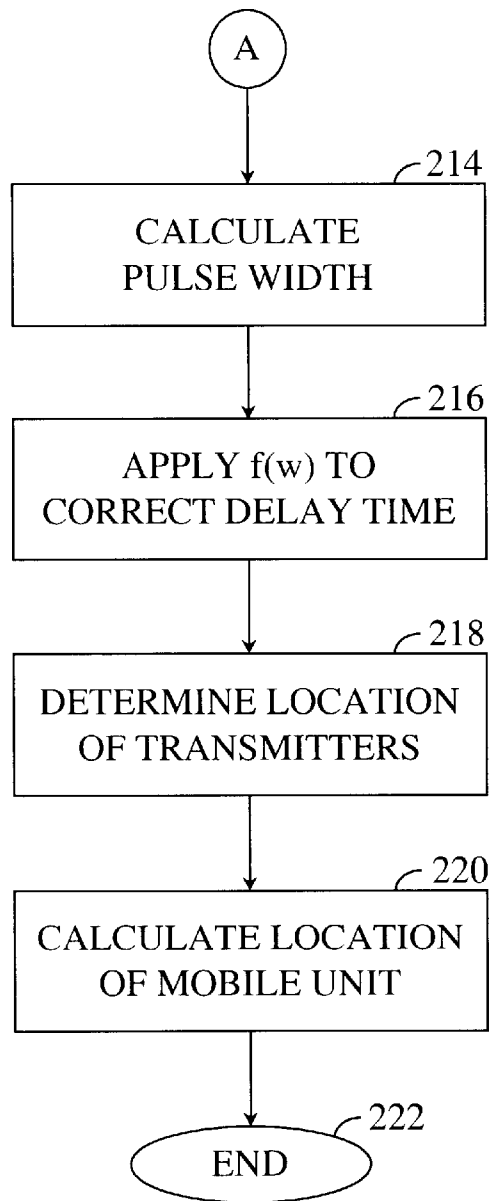 A
214
CALCULATE
PULSE WIDTH
216
APPLY f(w) TO
CORRECT DELAY TIME
218
DETERMINE LOCATION
OF TRANSMITTERS
220
CALCULATE LOCATION
OF MOBILE UNIT
222
END